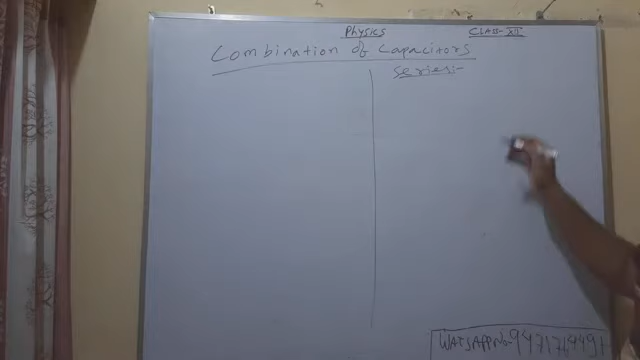 Physics
CLASS-XII
Combination of Capacitors
Series:-